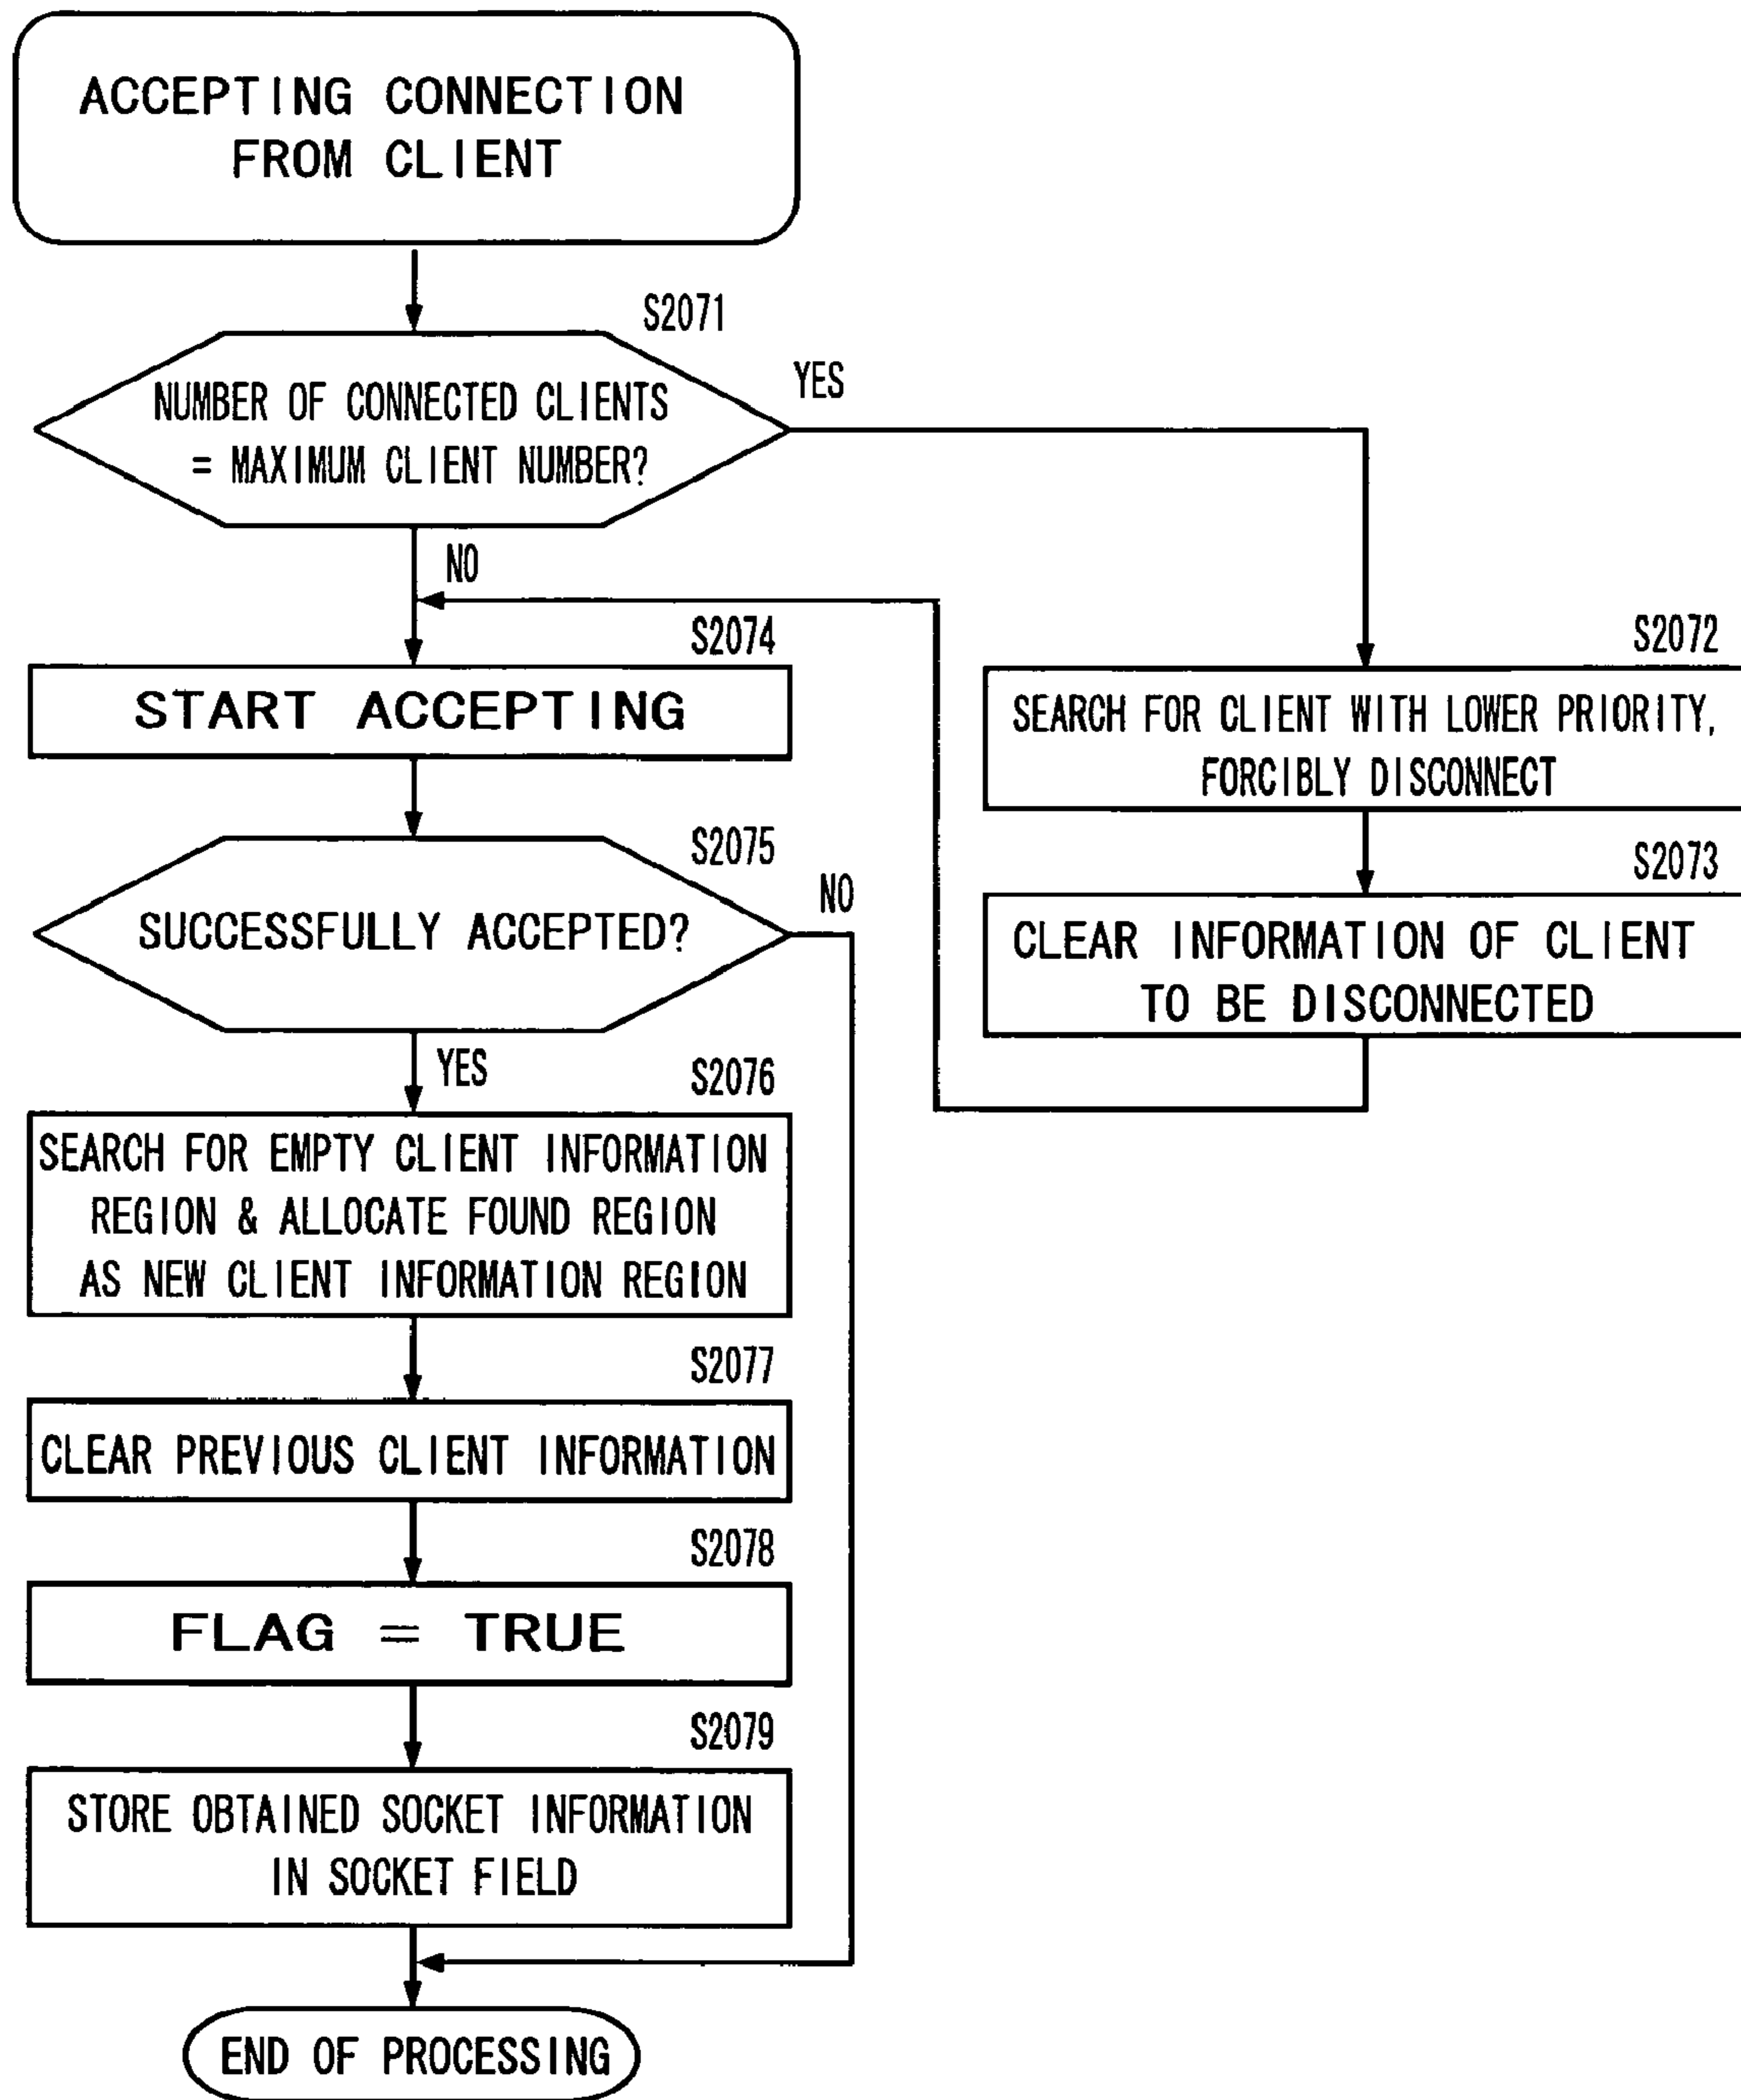 ACCEPTING CONNECTION
FROM CLIENT
S2071
NUMBER OF CONNECTED CLIENTS
= MAXIMUM CLIENT NUMBER?
YES
NO
S2072
SEARCH FOR CLIENT WITH LOWER PRIORITY,
FORCIBLY DISCONNECT
S2073
CLEAR INFORMATION OF CLIENT
TO BE DISCONNECTED
S2074
START ACCEPTING
S2075
SUCCESSFULLY ACCEPTED?
NO
YES
S2076
SEARCH FOR EMPTY CLIENT INFORMATION
REGION & ALLOCATE FOUND REGION
AS NEW CLIENT INFORMATION REGION
S2077
CLEAR PREVIOUS CLIENT INFORMATION
S2078
FLAG = TRUE
S2079
STORE OBTAINED SOCKET INFORMATION
IN SOCKET FIELD
END OF PROCESSING